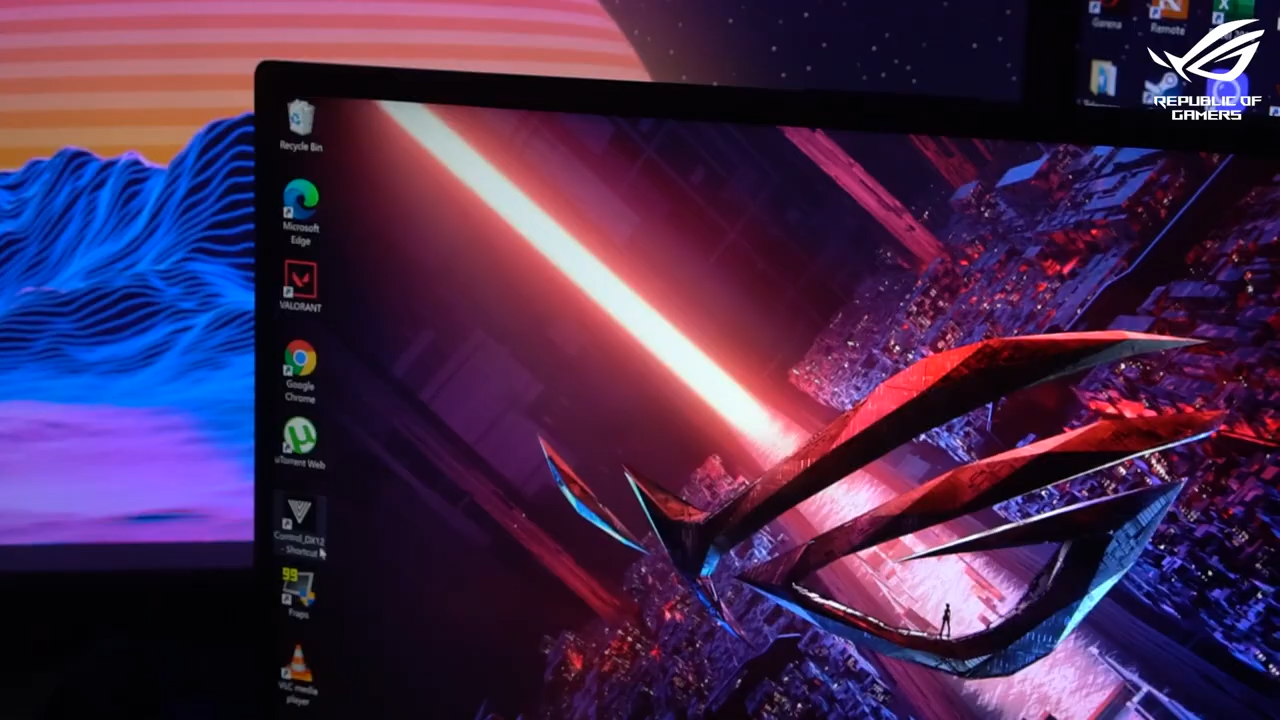 Recycle Bin
Microsoft
Edge
VALORANT
Google
Chrome
uTorrent Web
Control_DX12
- Shortcut
99
Fraps
VLC media
player
Garena
Remote
REPUBLIC OF
GAMERS